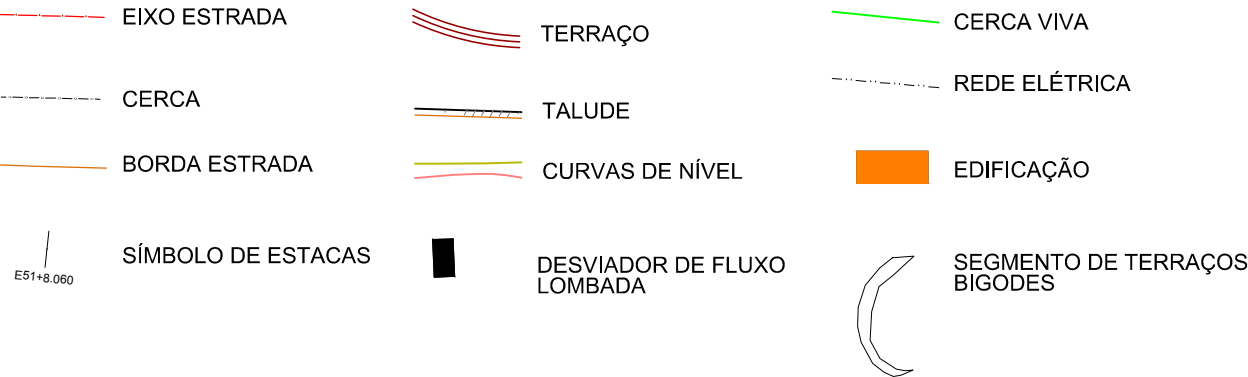 EIXO ESTRADA
CERCA
BORDA ESTRADA
SÍMBOLO DE ESTACAS
E51+8.060
TERRAÇO
TALUDE
CURVAS DE NÍVEL
DESVIADOR DE FLUXO
LOMBADA
CERCA VIVA
REDE ELÉTRICA
EDIFICAÇÃO
SEGMENTO DE TERRAÇOS
BIGODES